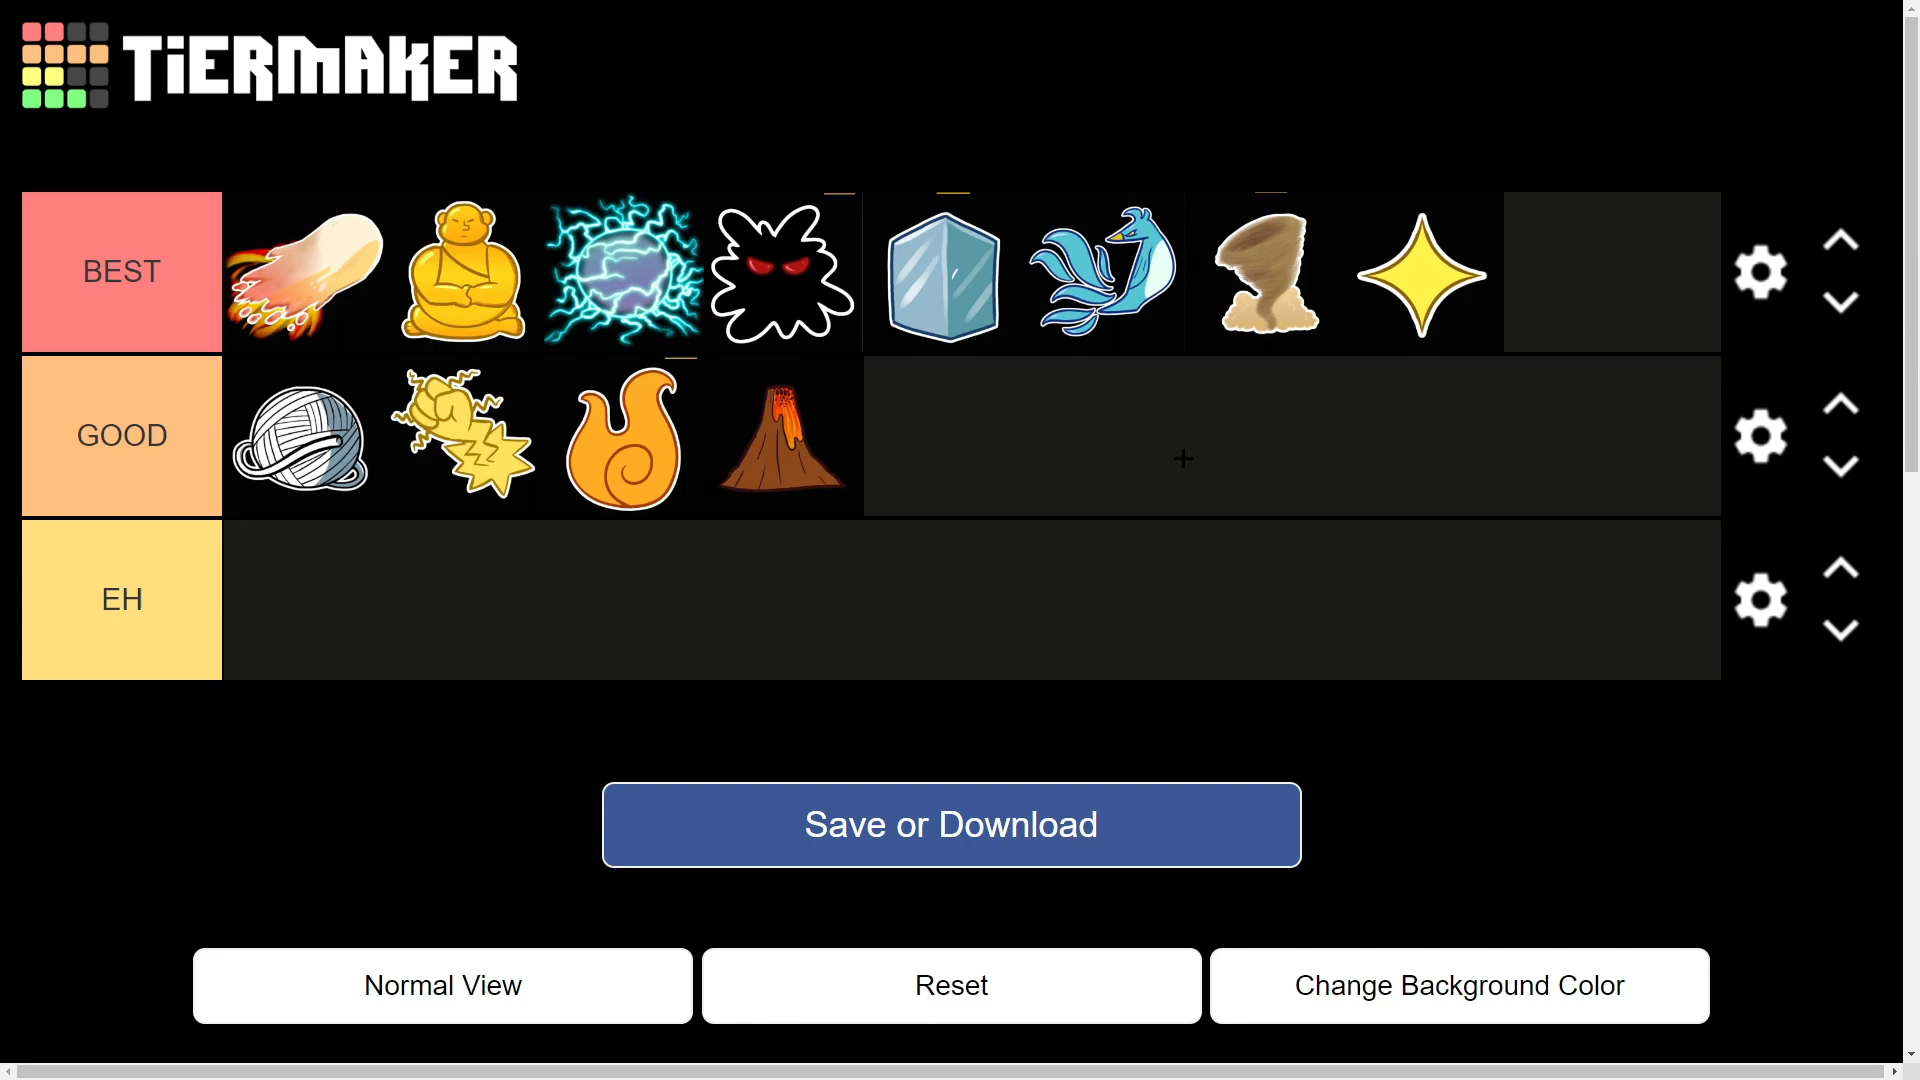 TiERMAKER
BEST
GOOD
EH
Save or Download
Normal View
Reset
Change Background Color